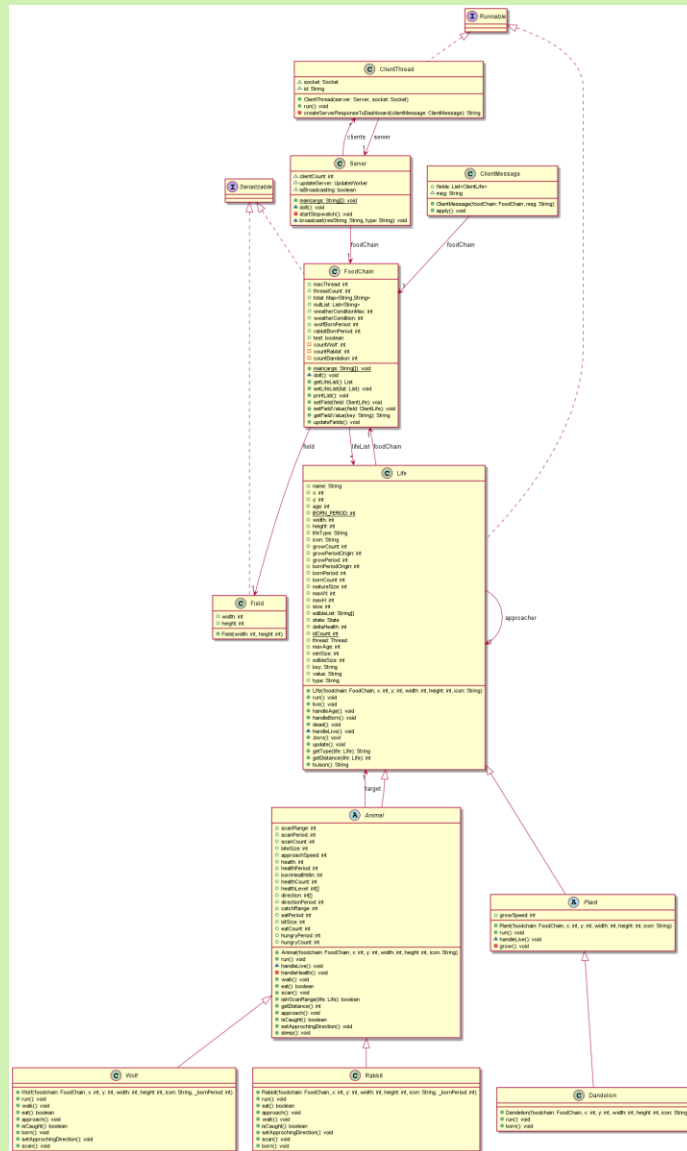 I Runnable
C ClientThread
socket: Socket
id: String
ClientThread(server: Server, socket: Socket)
run(): void
createServerResponseToDashboard(clientMessage: ClientMessage): String
clients
server
C Server
clientCount: int
updateServer: UpdateWorker
isBroadcasting: boolean
main(args: String[]): void
doIt(): void
startStopwatch(): void
broadcast(resString: String, type: String): void
C ClientMessage
fields: List<ClientLife>
msg: String
ClientMessage(foodChain: FoodChain, msg: String)
apply(): void
I Serializable
foodChain
foodChain
C FoodChain
maxThread: int
threadCount: int
total: Map<String,String>
nullList: List<String>
weatherConditionMax: int
weatherCondition: int
wolfBornPeriod: int
rabbitBornPeriod: int
test: boolean
countWolf: int
countRabbit: int
countDandelion: int
main(args: String[]): void
doIt(): void
getLifeList(): List
setLifeList(list: List): void
printList(): void
setField(field: ClientLife): void
setFieldValue(field: ClientLife): void
getFieldValue(key: String): String
updateFields(): void
field
lifeList
foodChain
C Life
name: String
x: int
y: int
age: int
BORN_PERIOD: int
width: int
height: int
lifeType: String
icon: String
growCount: int
growPeriodOrigin: int
growPeriod: int
bornPeriodOrigin: int
bornPeriod: int
bornCount: int
matureSize: int
maxW: int
maxH: int
size: int
edibleList: String[]
state: State
deltaHealth: int
idCount: int
thread: Thread
maxAge: int
minSize: int
edibleSize: int
key: String
value: String
type: String
Life(foodchain: FoodChain, x: int, y: int, width: int, height: int, icon: String)
run(): void
live(): void
handleAge(): void
handleBorn(): void
dead(): void
handleLive(): void
born(): void
update(): void
getType(life: Life): String
getDistance(life: Life): int
toJson(): String
approacher
C Field
width: int
height: int
Field(width: int, height: int)
target
A Animal
scanRange: int
scanPeriod: int
scanCount: int
biteSize: int
approachSpeed: int
health: int
healthPeriod: int
bornHealthMin: int
healthCount: int
healthLevel: int[]
direction: int[]
directionPeriod: int
catchRange: int
eatPeriod: int
bitSize: int
eatCount: int
hungryPeriod: int
hungryCount: int
Animal(foodchain: FoodChain, x: int, y: int, width: int, height: int, icon: String)
run(): void
handleLive(): void
handleHealth(): void
walk(): void
eat(): boolean
scan(): void
isInScanRange(life: Life): boolean
getDistance(): int
approach(): void
isCaught(): boolean
setApprochingDirection(): void
sleep(): void
A Plant
growSpeed: int
Plant(foodchain: FoodChain, x: int, y: int, width: int, height: int, icon: String)
run(): void
handleLive(): void
grow(): void
C Wolf
Wolf(foodchain: FoodChain, x: int, y: int, width: int, height: int, icon: String, _bornPeriod: int)
run(): void
walk(): void
eat(): boolean
approach(): void
isCaught(): boolean
born(): void
setApprochingDirection(): void
scan(): void
C Rabbit
Rabbit(foodchain: FoodChain, x: int, y: int, width: int, height: int, icon: String, _bornPeriod: int)
run(): void
eat(): boolean
approach(): void
walk(): void
isCaught(): boolean
setApprochingDirection(): void
scan(): void
born(): void
C Dandelion
Dandelion(foodchain: FoodChain, x: int, y: int, width: int, height: int, icon: String)
run(): void
born(): void